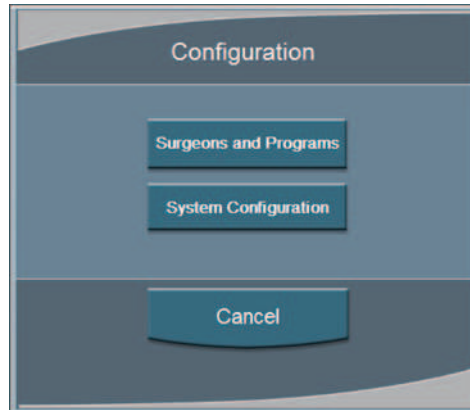 Configuration
Surgeons and Programs
System Configuration
Cancel